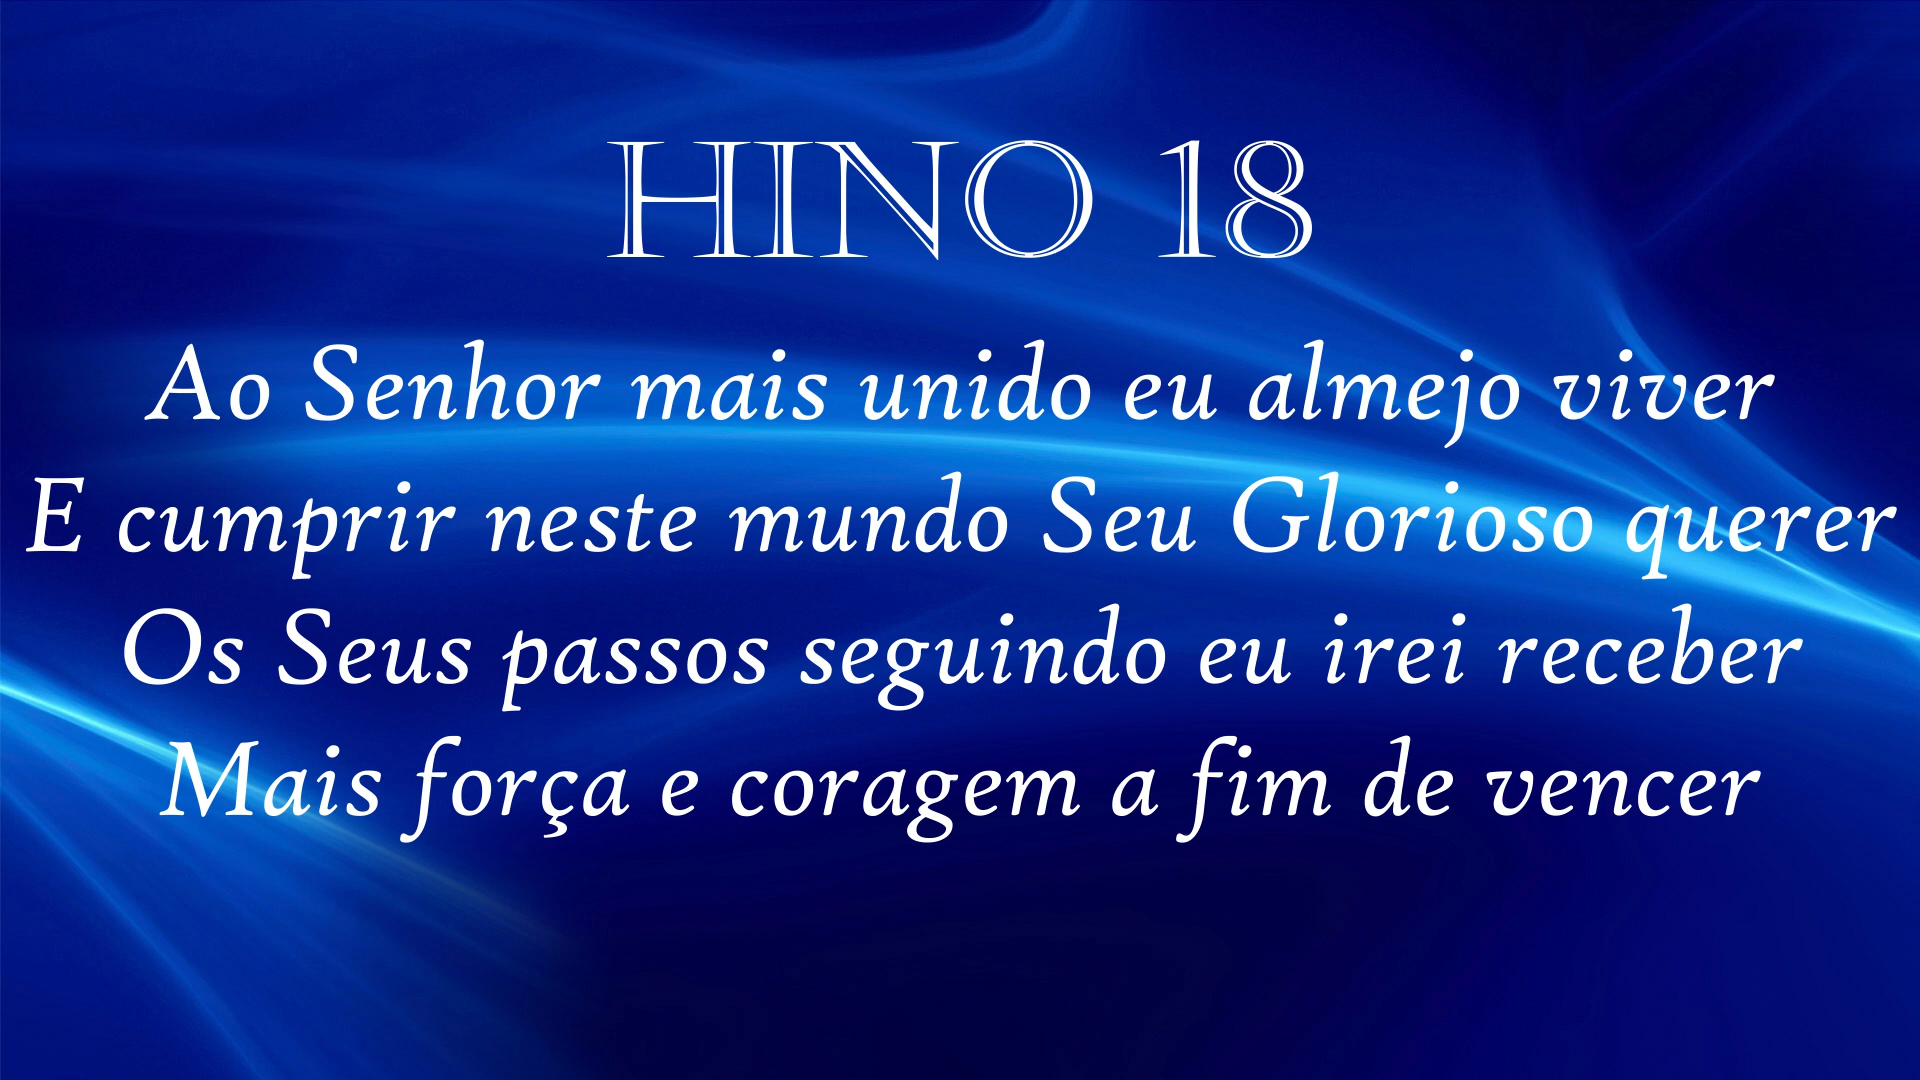 HINO 18
Ao Senhor mais unido eu almejo viver
E cumprir neste mundo Seu Glorioso querer
Os Seus passos seguindo eu irei receber
Mais força e coragem a fim de vencer